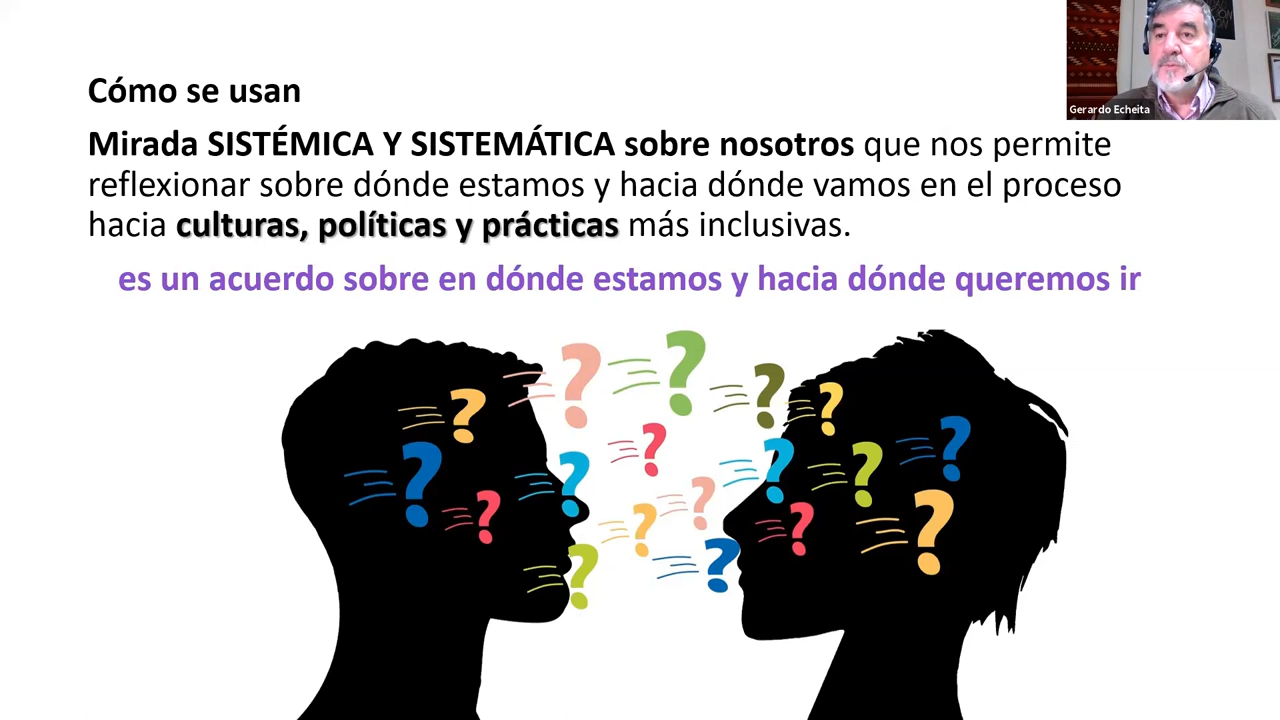 Cómo se usan
Mirada SISTÉMICA Y SISTEMÁTICA sobre nosotros que nos permite
reflexionar sobre dónde estamos y hacia dónde vamos en el proceso
hacia culturas, políticas y prácticas más inclusivas.
es un acuerdo sobre en dónde estamos y hacia dónde queremos ir
Gerardo Echeita
? ? ? ? ?
? ? ? ?
? ? ? ?
? ? ? ?
? ?